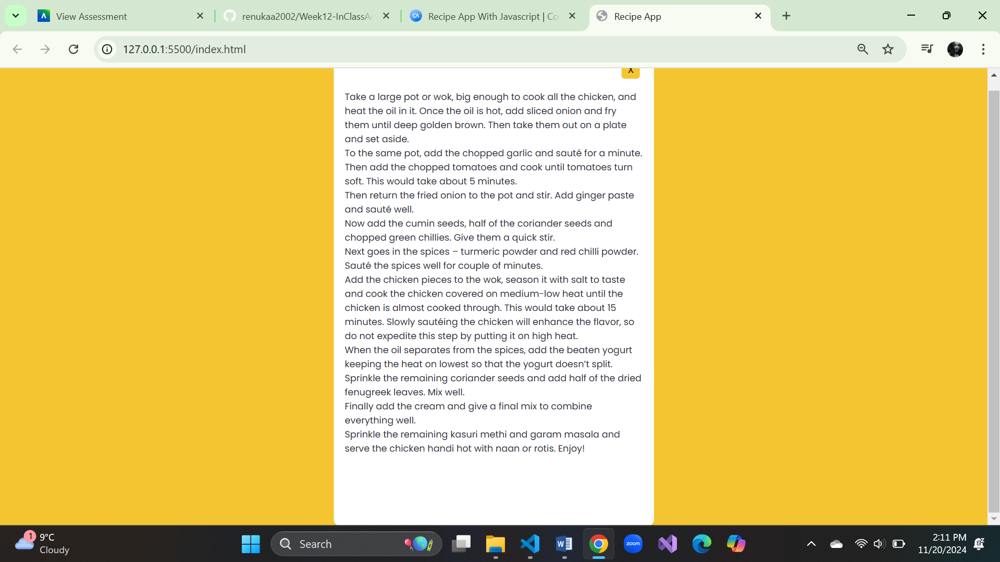 View Assessment
renukaa2002/Week12-InClassAc
Recipe App With Javascript | Co
Recipe App
127.0.0.1:5500/index.html
X
Take a large pot or wok, big enough to cook all the chicken, and
heat the oil in it. Once the oil is hot, add sliced onion and fry
them until deep golden brown. Then take them out on a plate
and set aside.
To the same pot, add the chopped garlic and sauté for a minute.
Then add the chopped tomatoes and cook until tomatoes turn
soft. This would take about 5 minutes.
Then return the fried onion to the pot and stir. Add ginger paste
and sauté well.
Now add the cumin seeds, half of the coriander seeds and
chopped green chillies. Give them a quick stir.
Next goes in the spices – turmeric powder and red chilli powder.
Sauté the spices well for couple of minutes.
Add the chicken pieces to the wok, season it with salt to taste
and cook the chicken covered on medium-low heat until the
chicken is almost cooked through. This would take about 15
minutes. Slowly sautéing the chicken will enhance the flavor, so
do not expedite this step by putting it on high heat.
When the oil separates from the spices, add the beaten yogurt
keeping the heat on lowest so that the yogurt doesn’t split.
Sprinkle the remaining coriander seeds and add half of the dried
fenugreek leaves. Mix well.
Finally add the cream and give a final mix to combine
everything well.
Sprinkle the remaining kasuri methi and garam masala and
serve the chicken handi hot with naan or rotis. Enjoy!
1
9°C
Cloudy
Search
zoom
2:11 PM
11/20/2024